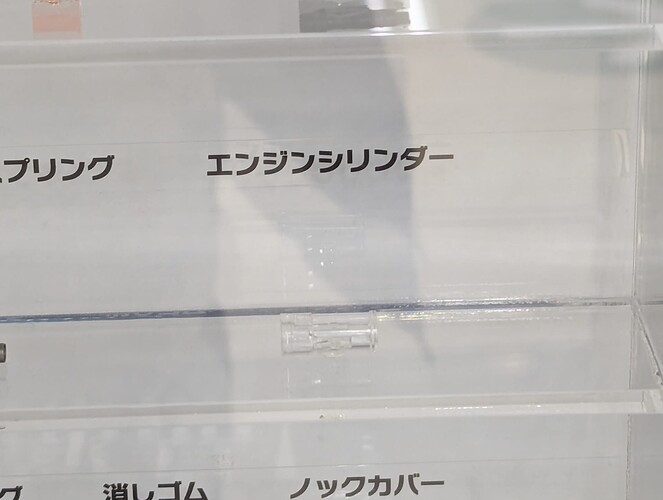 プリング
エンジンシリンダー
グ
消しゴム
ノックカバー